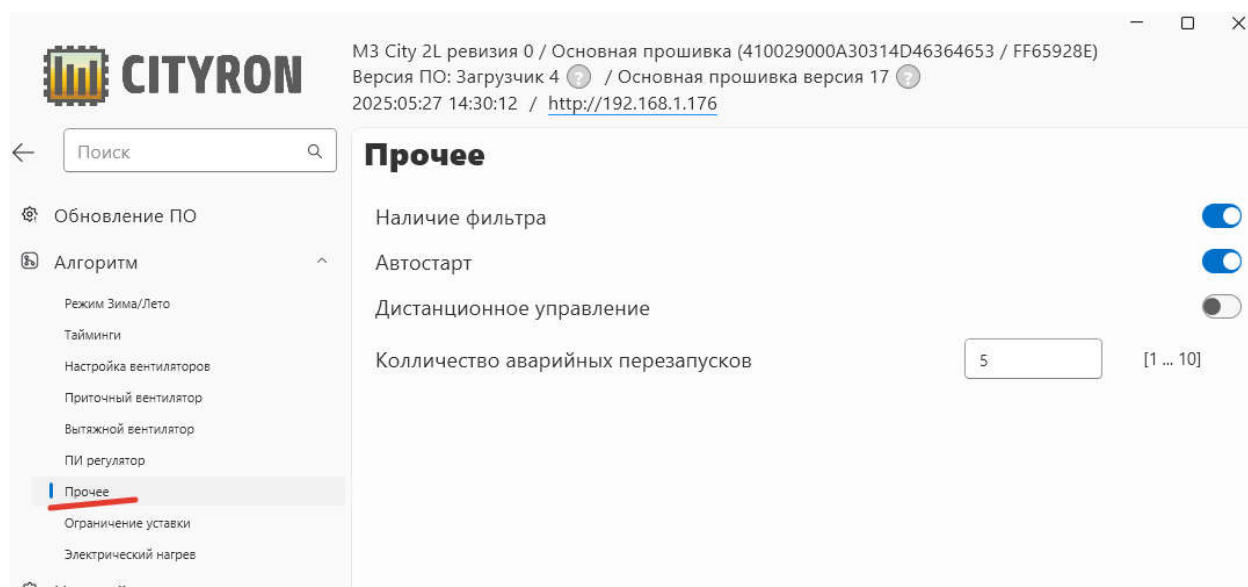 CITYRON
M3 City 2L ревизия 0 / Основная прошивка (410029000A30314D46364653 / FF65928E)
Версия ПО: Загрузчик 4 ? / Основная прошивка версия 17 ?
2025:05:27 14:30:12 / http://192.168.1.176
Поиск
Обновление ПО
Алгоритм
Режим Зима/Лето
Тайминги
Настройка вентиляторов
Приточный вентилятор
Вытяжной вентилятор
ПИ регулятор
Прочее
Ограничение уставки
Электрический нагрев
Прочее
Наличие фильтра
Автостарт
Дистанционное управление
Колличество аварийных перезапусков 5 [1 ... 10]